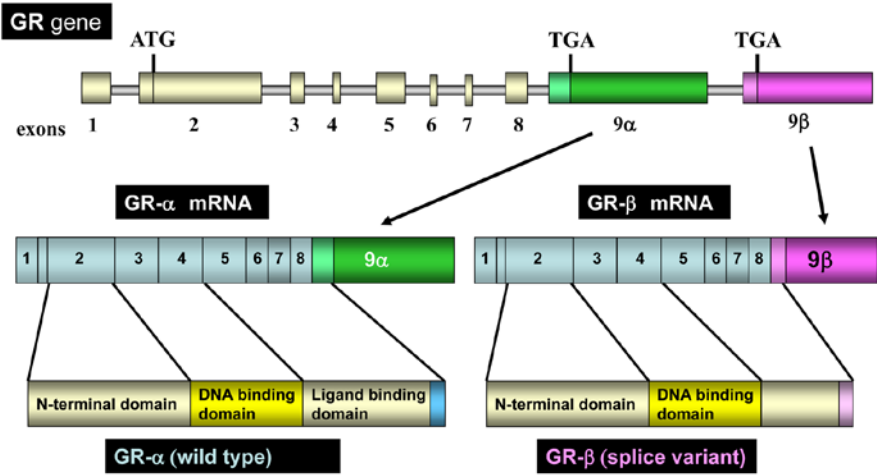 GR gene
ATG TGA TGA
exons 1 2 3 4 5 6 7 8 9α 9β
GR-α mRNA GR-β mRNA
1 2 3 4 5 6 7 8 9α 1 2 3 4 5 6 7 8 9β
N-terminal domain DNA binding domain Ligand binding domain N-terminal domain DNA binding domain
GR-α (wild type) GR-β (splice variant)